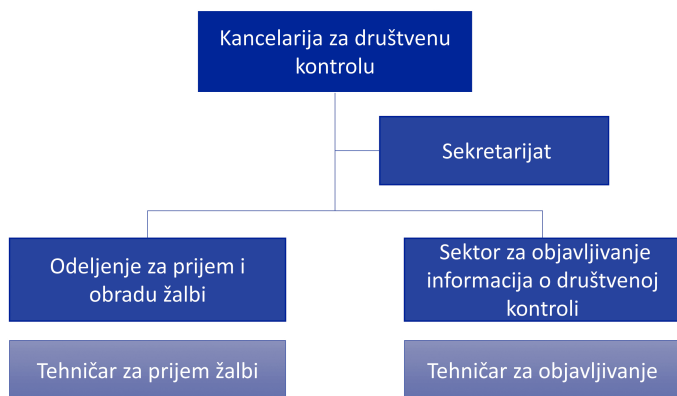 Kancelarija za društvenu
kontrolu
Sekretarijat
Odeljenje za prijem i
obradu žalbi
Sektor za objavljivanje
informacija o društvenoj
kontroli
Tehničar za prijem žalbi
Tehničar za objavljivanje